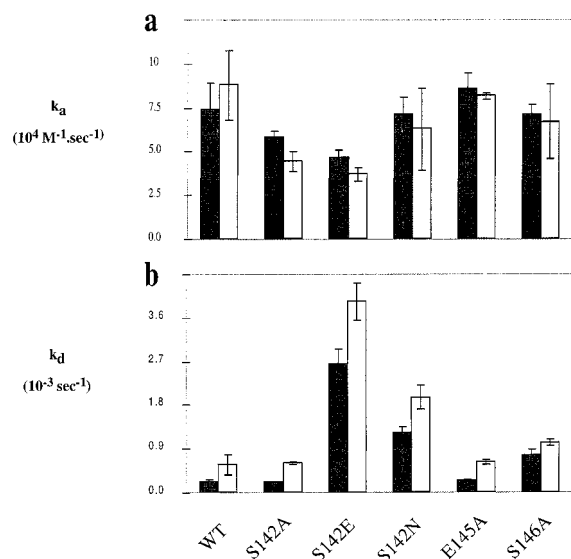 a
10
7.5
5.0
2.5
0.0
ka
(10⁴ M⁻¹.sec⁻¹)
b
3.6
2.7
1.8
0.9
0.0
kd
(10⁻³ sec⁻¹)
WT
S142A
S142E
S142N
E145A
S146A